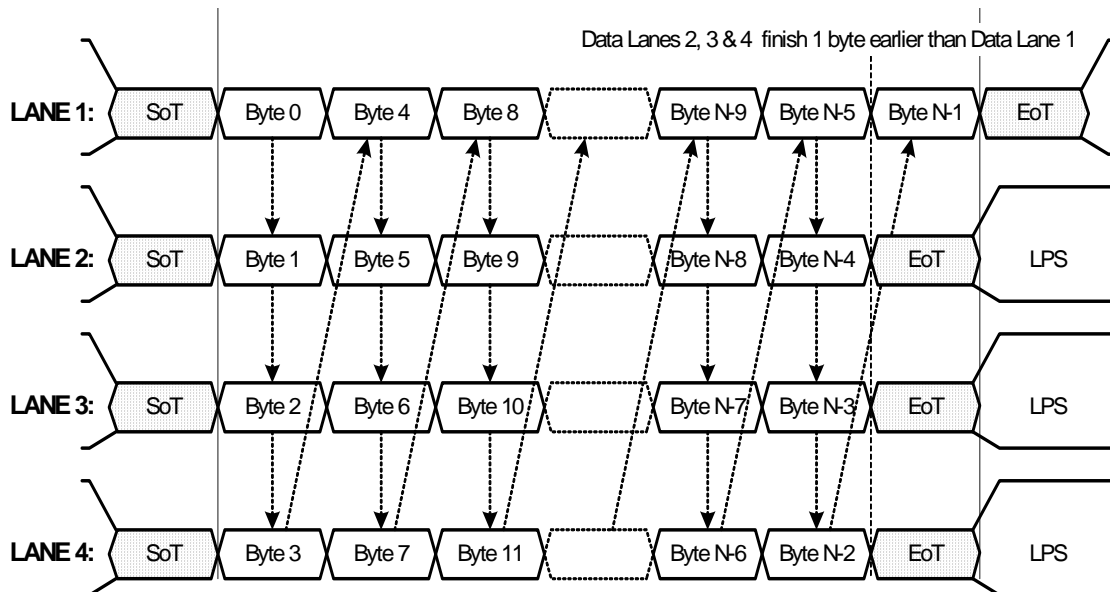 Data Lanes 2, 3 & 4 finish 1 byte earlier than Data Lane 1
LANE 1: SoT Byte 0 Byte 4 Byte 8 Byte N-9 Byte N-5 Byte N-1 EoT
LANE 2: SoT Byte 1 Byte 5 Byte 9 Byte N-8 Byte N-4 EoT LPS
LANE 3: SoT Byte 2 Byte 6 Byte 10 Byte N-7 Byte N-3 EoT LPS
LANE 4: SoT Byte 3 Byte 7 Byte 11 Byte N-6 Byte N-2 EoT LPS